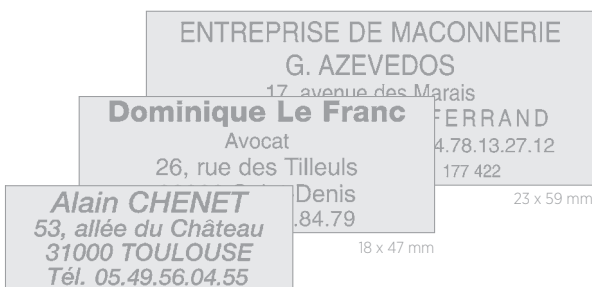 ENTREPRISE DE MACONNERIE
G. AZEVEDOS
17, avenue des Marais
FERRAND
4.78.13.27.12
177 422
23 x 59 mm
Dominique Le Franc
Avocat
26, rue des Tilleuls
Denis
.84.79
18 x 47 mm
Alain CHENET
53, allée du Château
31000 TOULOUSE
Tél. 05.49.56.04.55